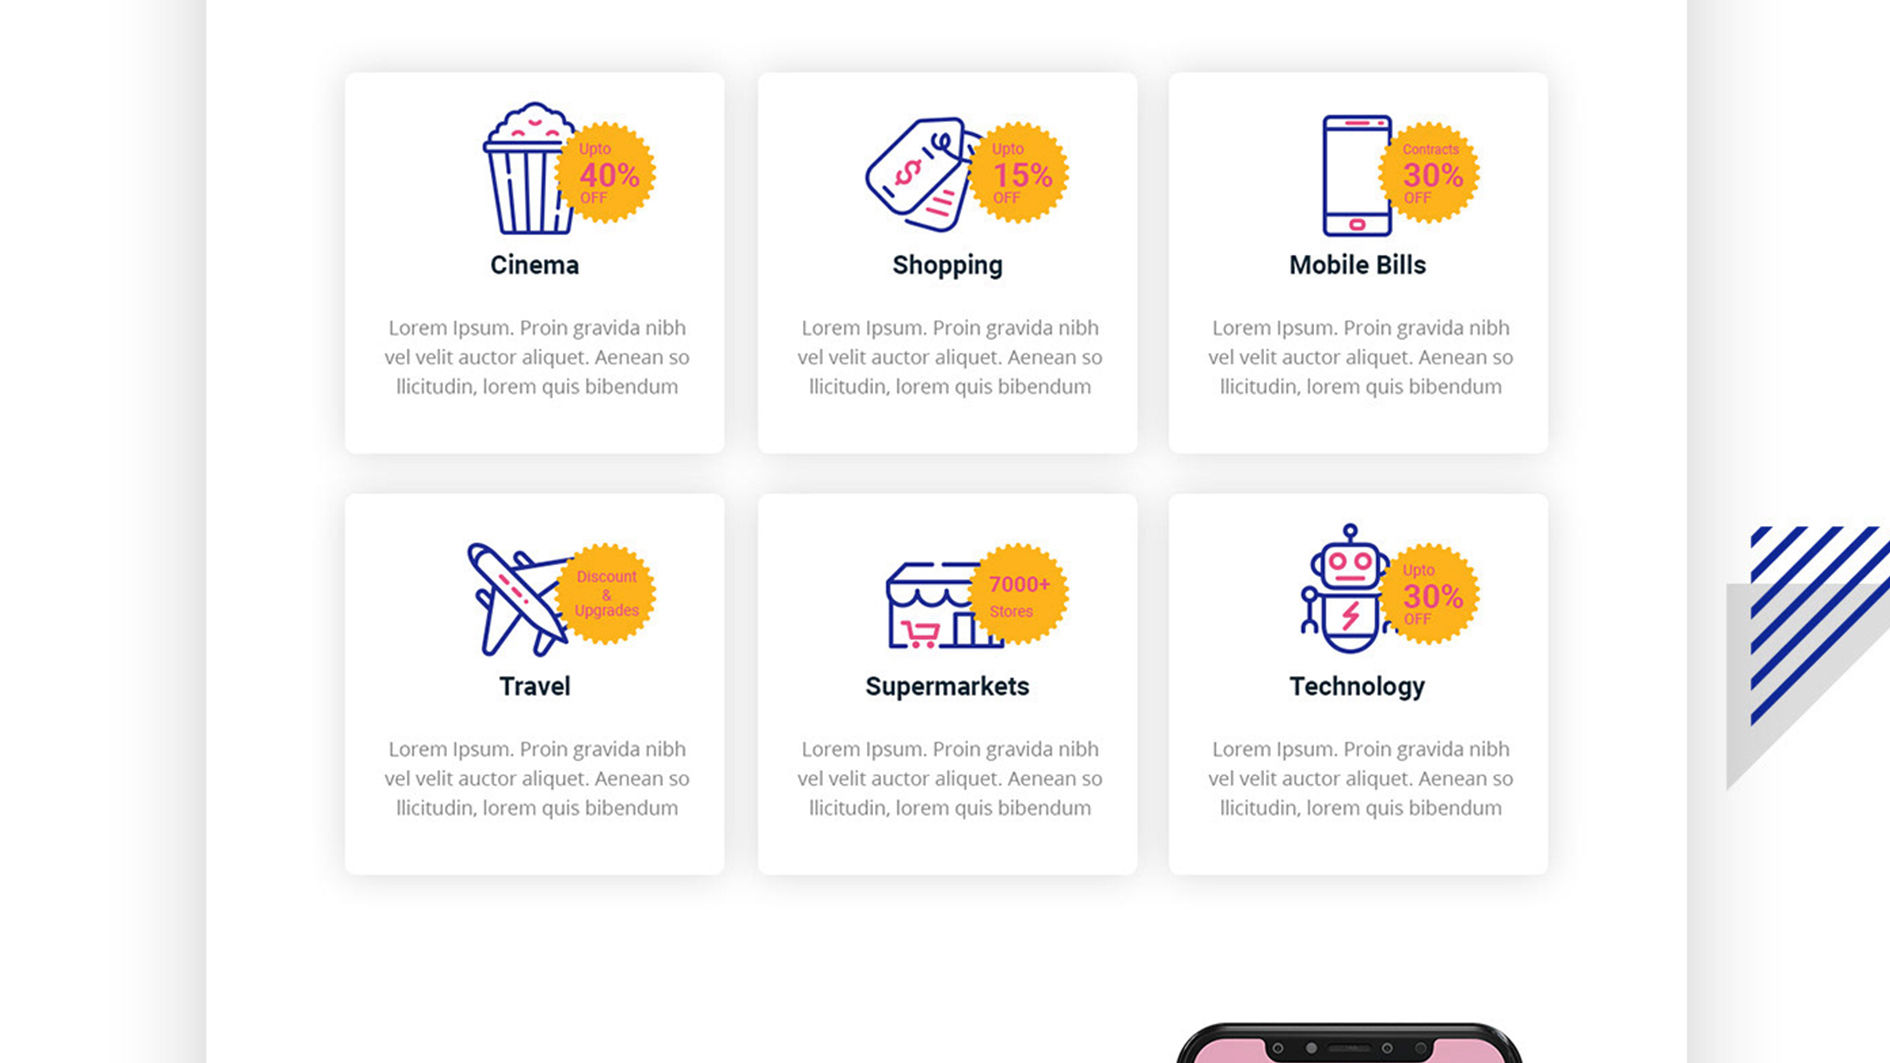 Upto
40%
OFF
Cinema
Lorem Ipsum. Proin gravida nibh
vel velit auctor aliquet. Aenean so
llicitudin, lorem quis bibendum
Upto
15%
OFF
Shopping
Lorem Ipsum. Proin gravida nibh
vel velit auctor aliquet. Aenean so
llicitudin, lorem quis bibendum
Contracts
30%
OFF
Mobile Bills
Lorem Ipsum. Proin gravida nibh
vel velit auctor aliquet. Aenean so
llicitudin, lorem quis bibendum
Discount
&
Upgrades
Travel
Lorem Ipsum. Proin gravida nibh
vel velit auctor aliquet. Aenean so
llicitudin, lorem quis bibendum
7000+
Stores
Supermarkets
Lorem Ipsum. Proin gravida nibh
vel velit auctor aliquet. Aenean so
llicitudin, lorem quis bibendum
Upto
30%
OFF
Technology
Lorem Ipsum. Proin gravida nibh
vel velit auctor aliquet. Aenean so
llicitudin, lorem quis bibendum